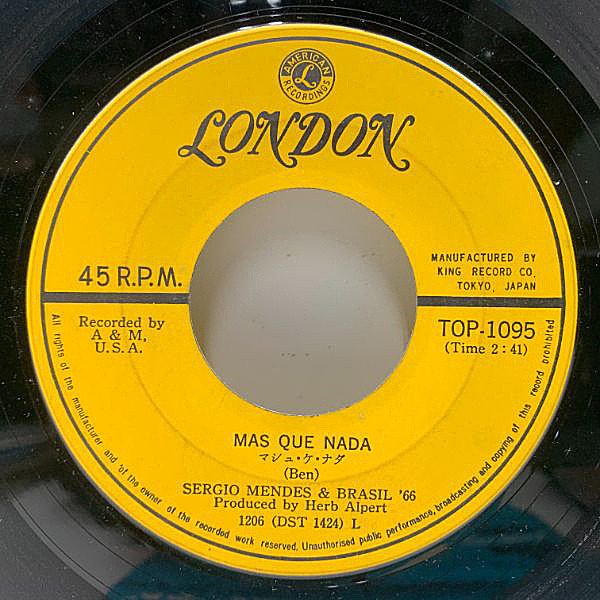 AMERICAN
L
RECORDINGS
LONDON
45 R.P.M.
MANUFACTURED BY
KING RECORD CO.
TOKYO, JAPAN
Recorded by
A & M,
U.S.A.
TOP-1095
(Time 2:41)
MAS QUE NADA
マシュ・ケ・ナダ
(Ben)
SERGIO MENDES & BRASIL '66
Produced by Herb Alpert
1206 (DST 1424) L
All rights of the manufacturer and of the owner of the recorded work reserved. Unauthorised public performance, broadcasting and copying of this record prohibited